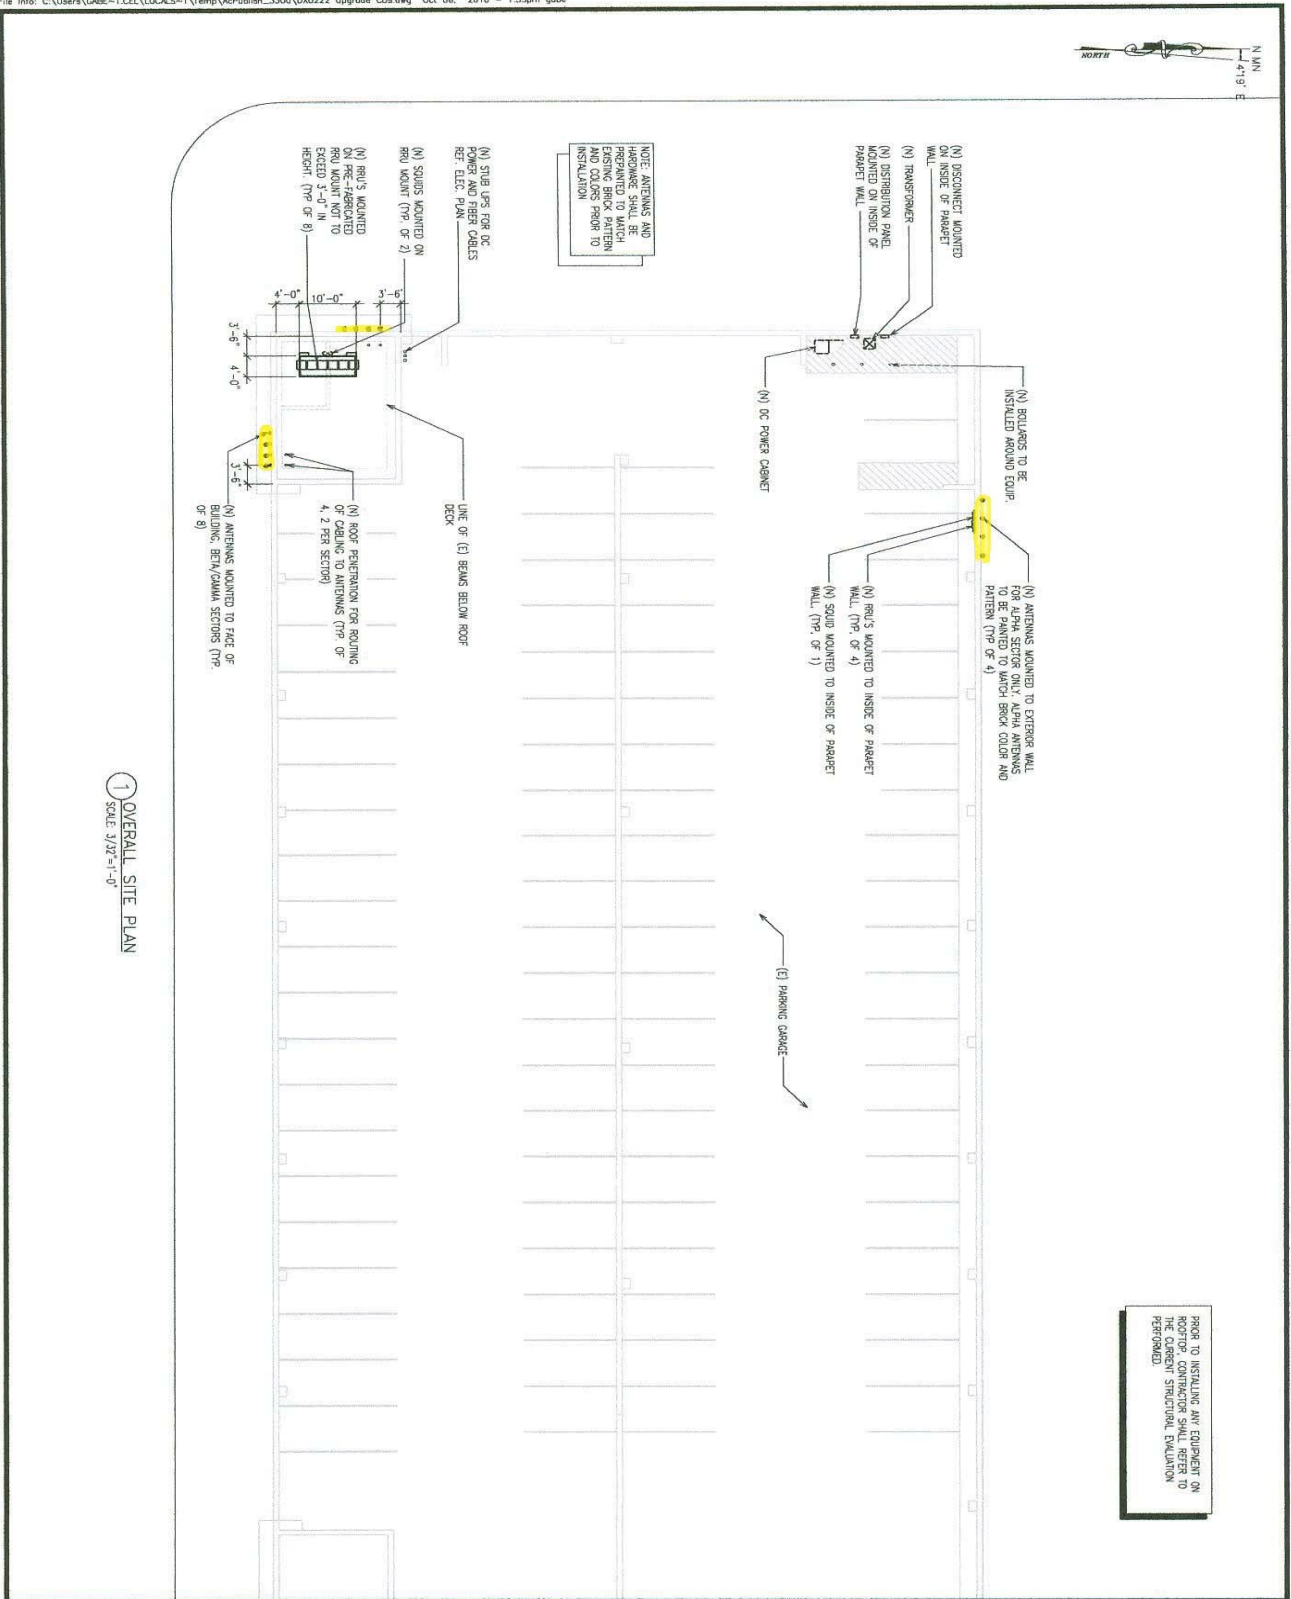 N MN
4°19' E
NORTH
(N) DISCONNECT MOUNTED
ON INSIDE OF PARAPET
WALL
(N) TRANSFORMER
(N) DISTRIBUTION PANEL
MOUNTED ON INSIDE OF
PARAPET WALL
NOTE: ANTENNAS AND
HARDWARE SHALL BE
PREPAINTED TO MATCH
EXISTING BRICK PATTERN
AND COLORS PRIOR TO
INSTALLATION
(N) STUB UPS FOR DC
POWER AND FIBER CABLES
REF. ELEC. PLAN
(N) SQUIDS MOUNTED ON
RRU MOUNT (TYP. OF 2)
(N) RRU'S MOUNTED
ON PRE-FABRICATED
RRU MOUNT NOT TO
EXCEED 3'-0" IN
HEIGHT. (TYP OF 8)
4'-0"
10'-0"
3'-6"
3'-6"
4'-0"
3'-6"
(N) BOLLARDS TO BE
INSTALLED AROUND EQUIP.
(N) DC POWER CABINET
LINE OF (E) BEAMS BELOW ROOF
DECK
(N) ROOF PENETRATION FOR ROUTING
OF CABLING TO ANTENNAS (TYP. OF
4, 2 PER SECTOR)
(N) ANTENNAS MOUNTED TO FACE OF
BUILDING, BETA/GAMMA SECTORS (TYP.
OF 8)
(N) ANTENNAS MOUNTED TO EXTERIOR WALL
FOR ALPHA SECTOR ONLY. ALPHA ANTENNAS
TO BE PAINTED TO MATCH BRICK COLOR AND
PATTERN (TYP OF 4)
(N) RRU'S MOUNTED TO INSIDE OF PARAPET
WALL, (TYP. OF 4)
(N) SQUID MOUNTED TO INSIDE OF PARAPET
WALL, (TYP. OF 1)
(E) PARKING GARAGE
1 OVERALL SITE PLAN
SCALE: 3/32"=1'-0"
PRIOR TO INSTALLING ANY EQUIPMENT ON
ROOFTOP, CONTRACTOR SHALL REFER TO
THE CURRENT STRUCTURAL EVALUATION
PERFORMED.